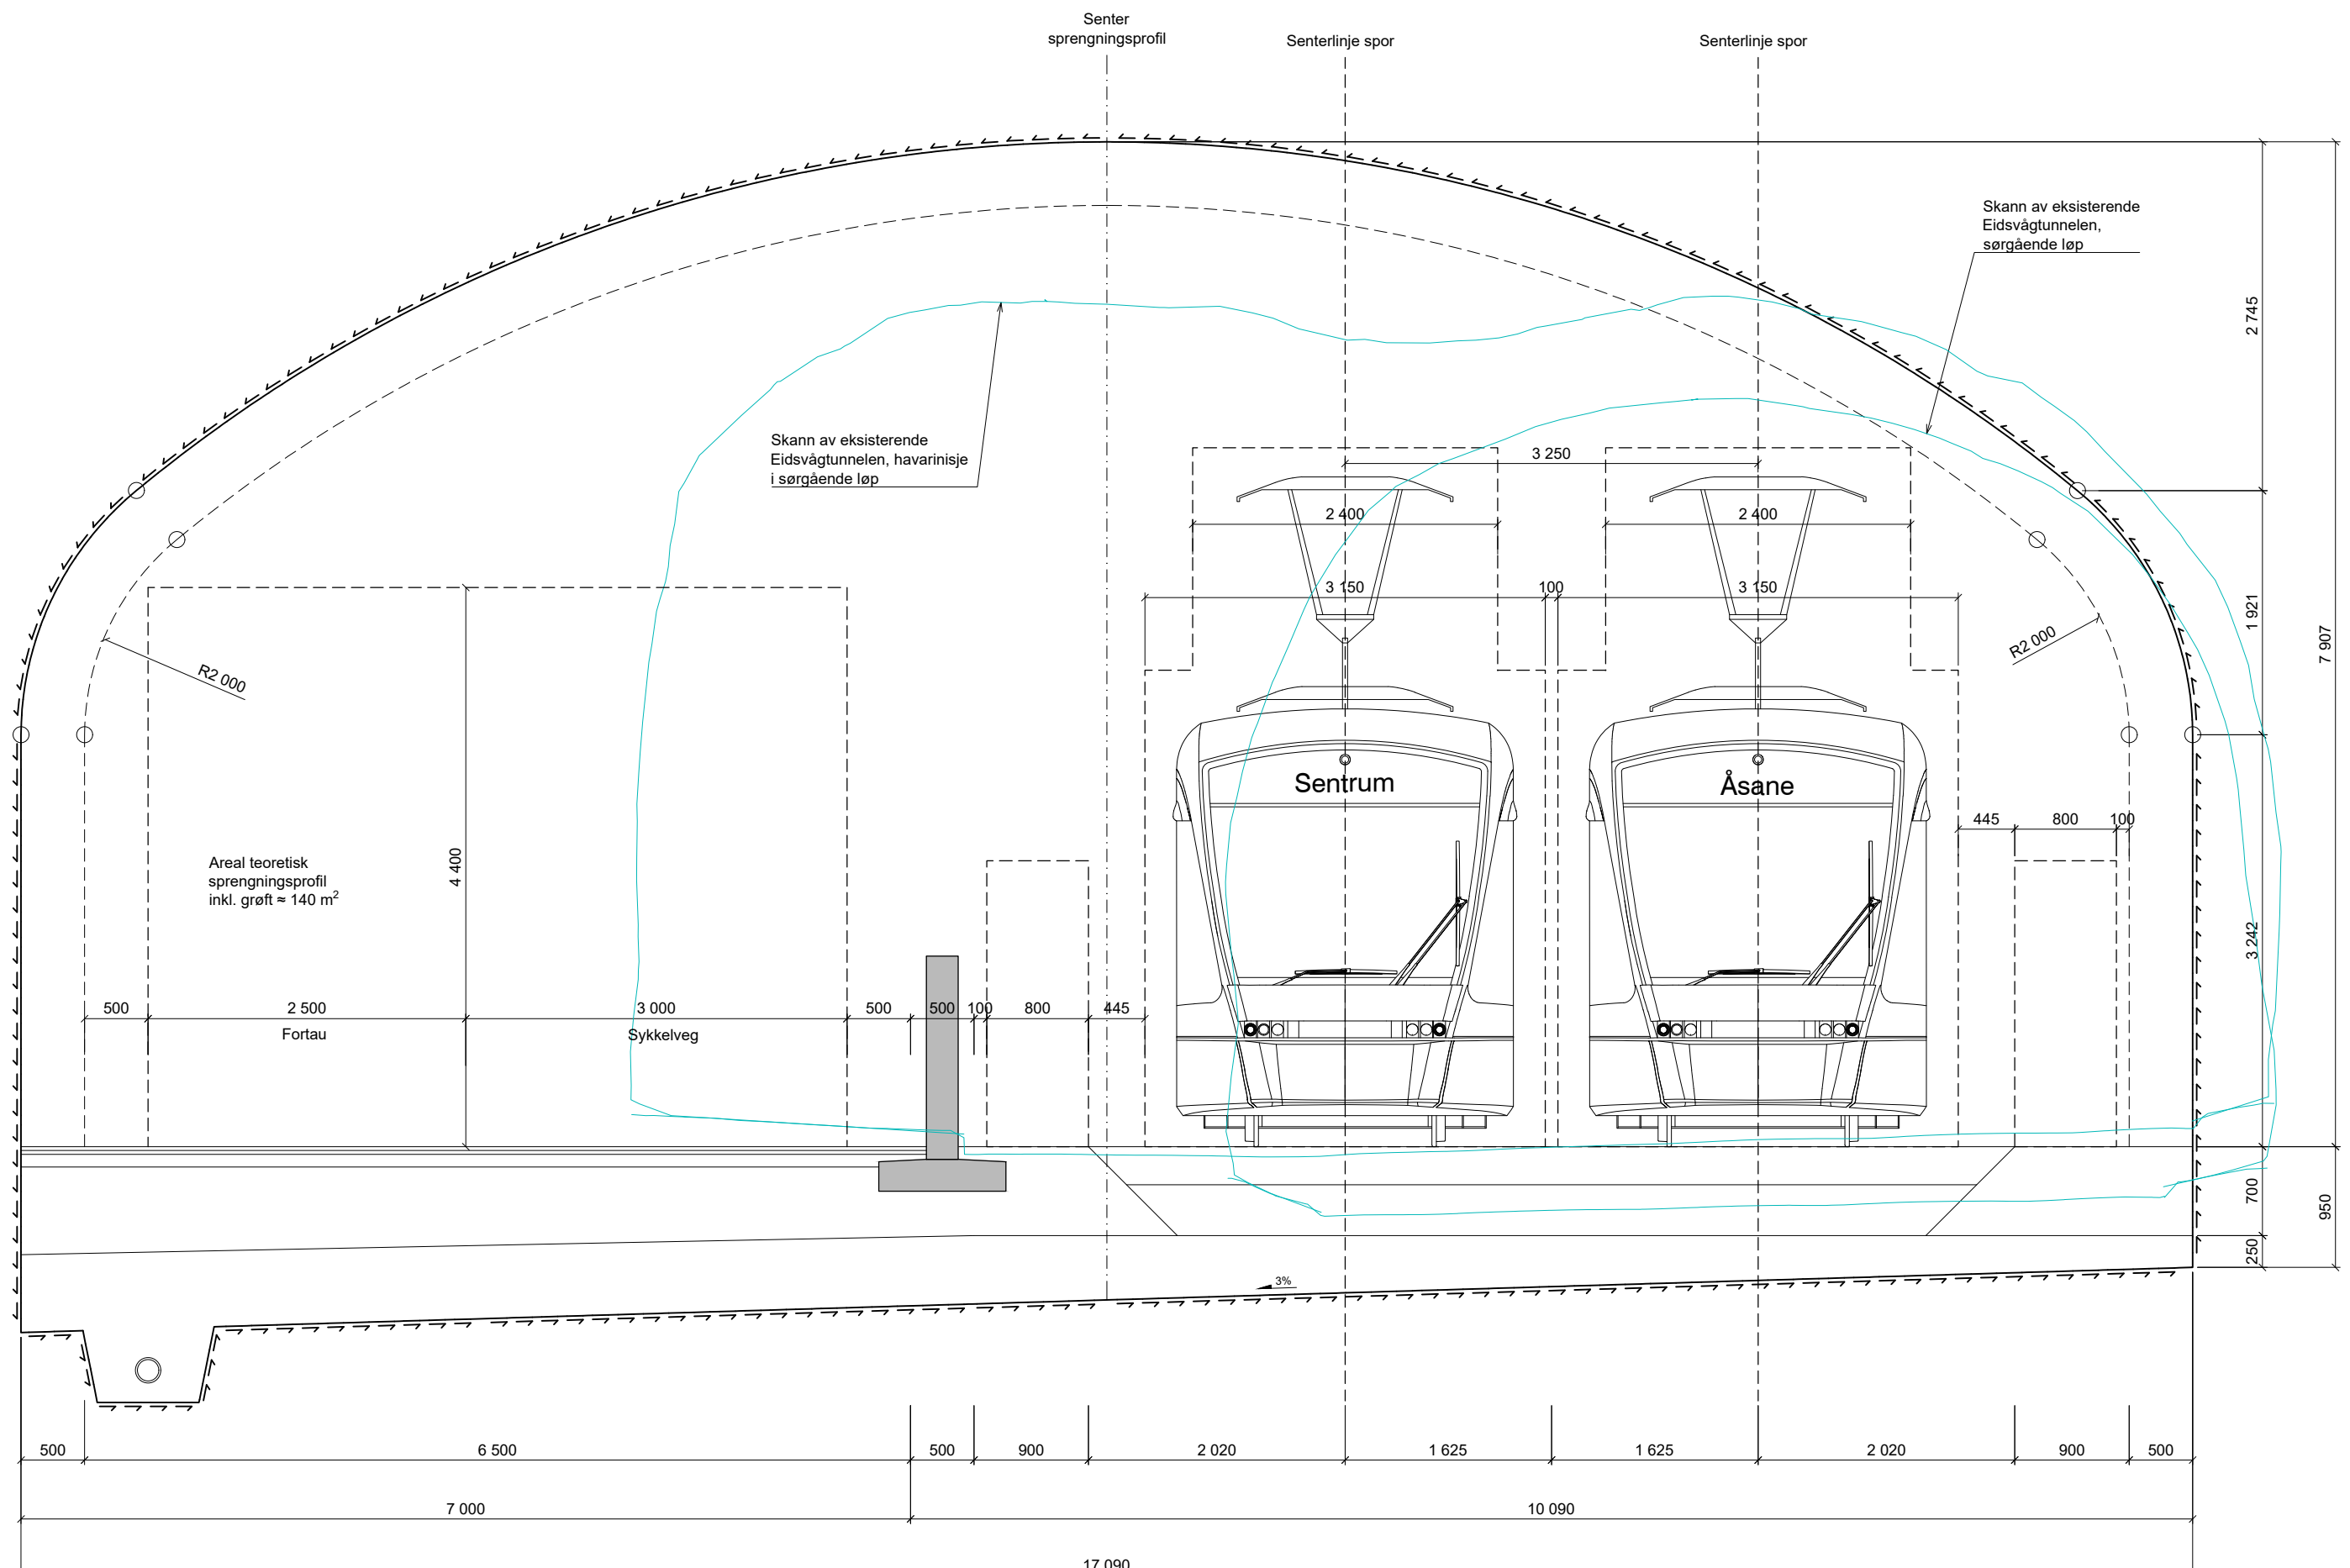 Senter
sprengningsprofil
Senterlinje spor
Senterlinje spor
Skann av eksisterende
Eidsvågtunnelen,
sørgående løp
2 745
Skann av eksisterende
Eidsvågtunnelen, havarinisje
i sørgående løp
3 250
2 400
2 400
3 150
100
3 150
1 921
7 907
R2 000
R2 000
Sentrum
Åsane
445
800
100
Areal teoretisk
sprengningsprofil
inkl. grøft ≈ 140 m²
4 400
3 242
500
2 500
3 000
500
500
100
800
445
Fortau
Sykkelveg
700
950
250
3%
500
6 500
500
900
2 020
1 625
1 625
2 020
900
500
7 000
10 090
17 090